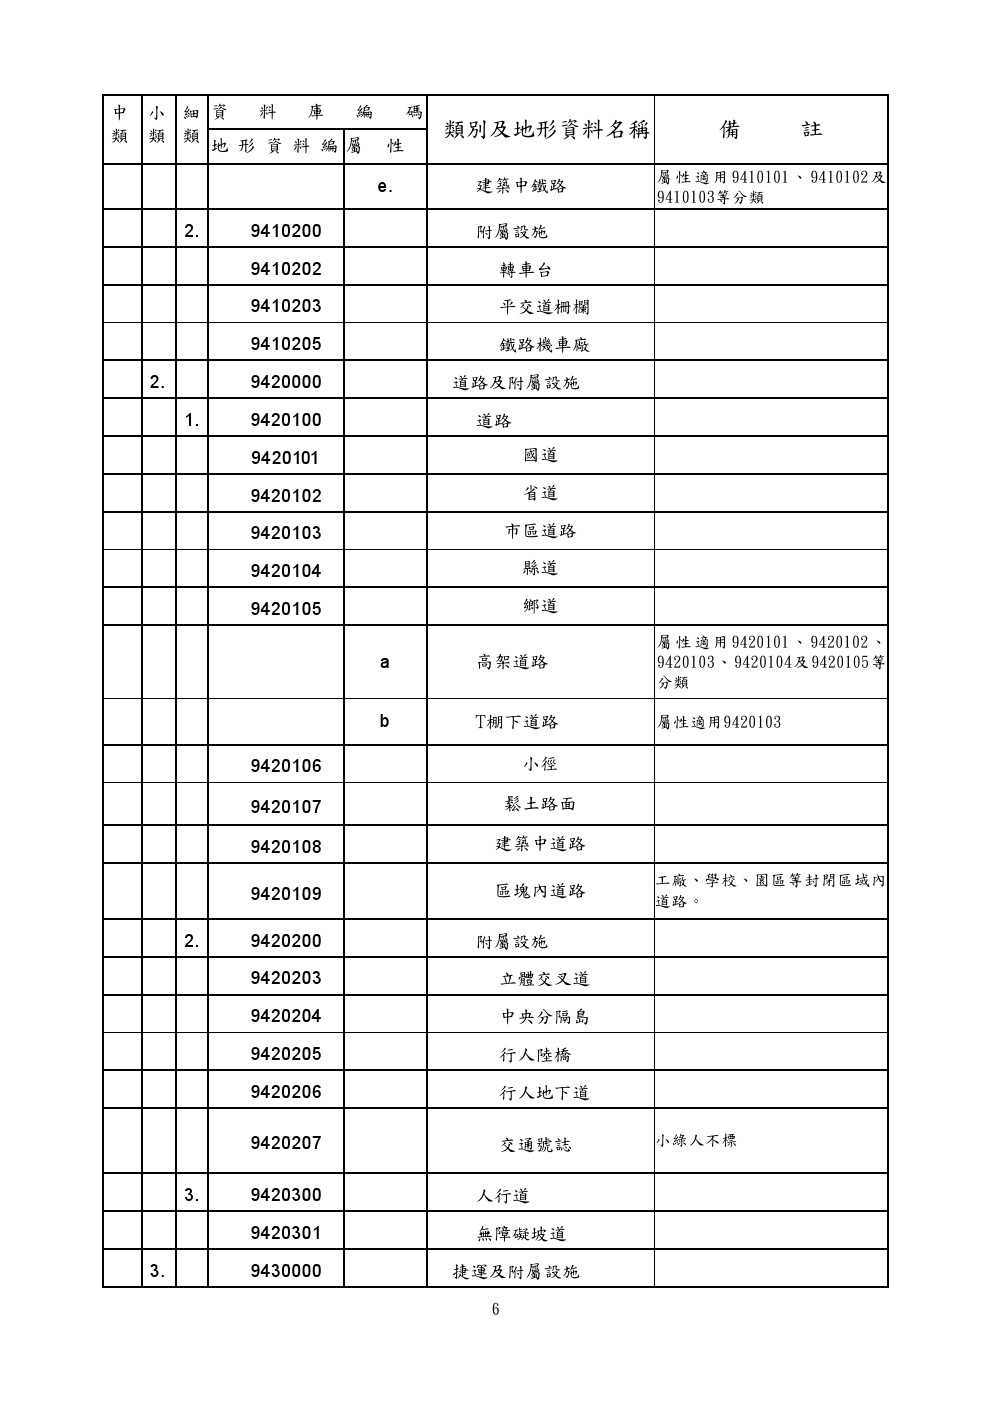 中類 小類 細類 資料庫編碼 類別及地形資料名稱 備註
地形資料編 屬性
e. 建築中鐵路 屬性適用9410101、9410102及
9410103等分類
2. 9410200 附屬設施
9410202 轉車台
9410203 平交道柵欄
9410205 鐵路機車廠
2. 9420000 道路及附屬設施
1. 9420100 道路
9420101 國道
9420102 省道
9420103 市區道路
9420104 縣道
9420105 鄉道
a 高架道路 屬性適用9420101、9420102、
9420103、9420104及9420105等
分類
b T棚下道路 屬性適用9420103
9420106 小徑
9420107 鬆土路面
9420108 建築中道路
9420109 區塊內道路 工廠、學校、園區等封閉區域內
道路。
2. 9420200 附屬設施
9420203 立體交叉道
9420204 中央分隔島
9420205 行人陸橋
9420206 行人地下道
9420207 交通號誌 小綠人不標
3. 9420300 人行道
9420301 無障礙坡道
3. 9430000 捷運及附屬設施
6